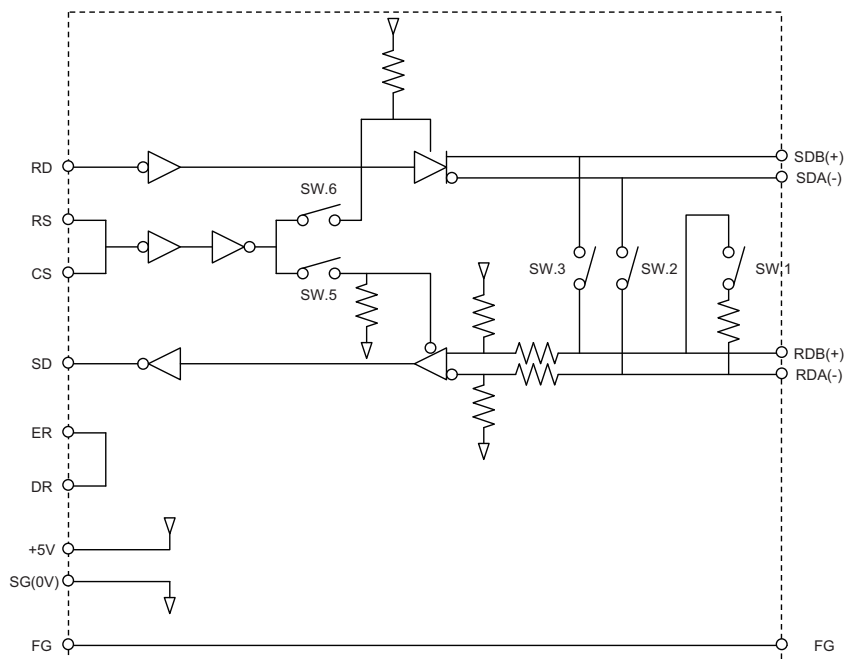 RD
SDB(+)
SDA(-)
SW.6
RS
CS
SW.5
SW.3
SW.2
SW.1
SD
RDB(+)
RDA(-)
ER
DR
+5V
SG(0V)
FG
FG